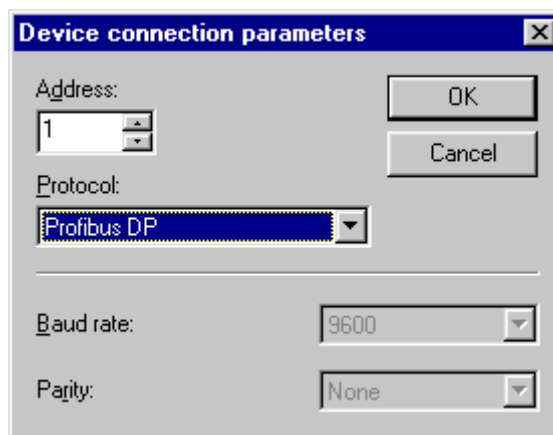 Device connection parameters
Address:
1
OK
Cancel
Protocol:
Profibus DP
Baud rate:
9600
Parity:
None